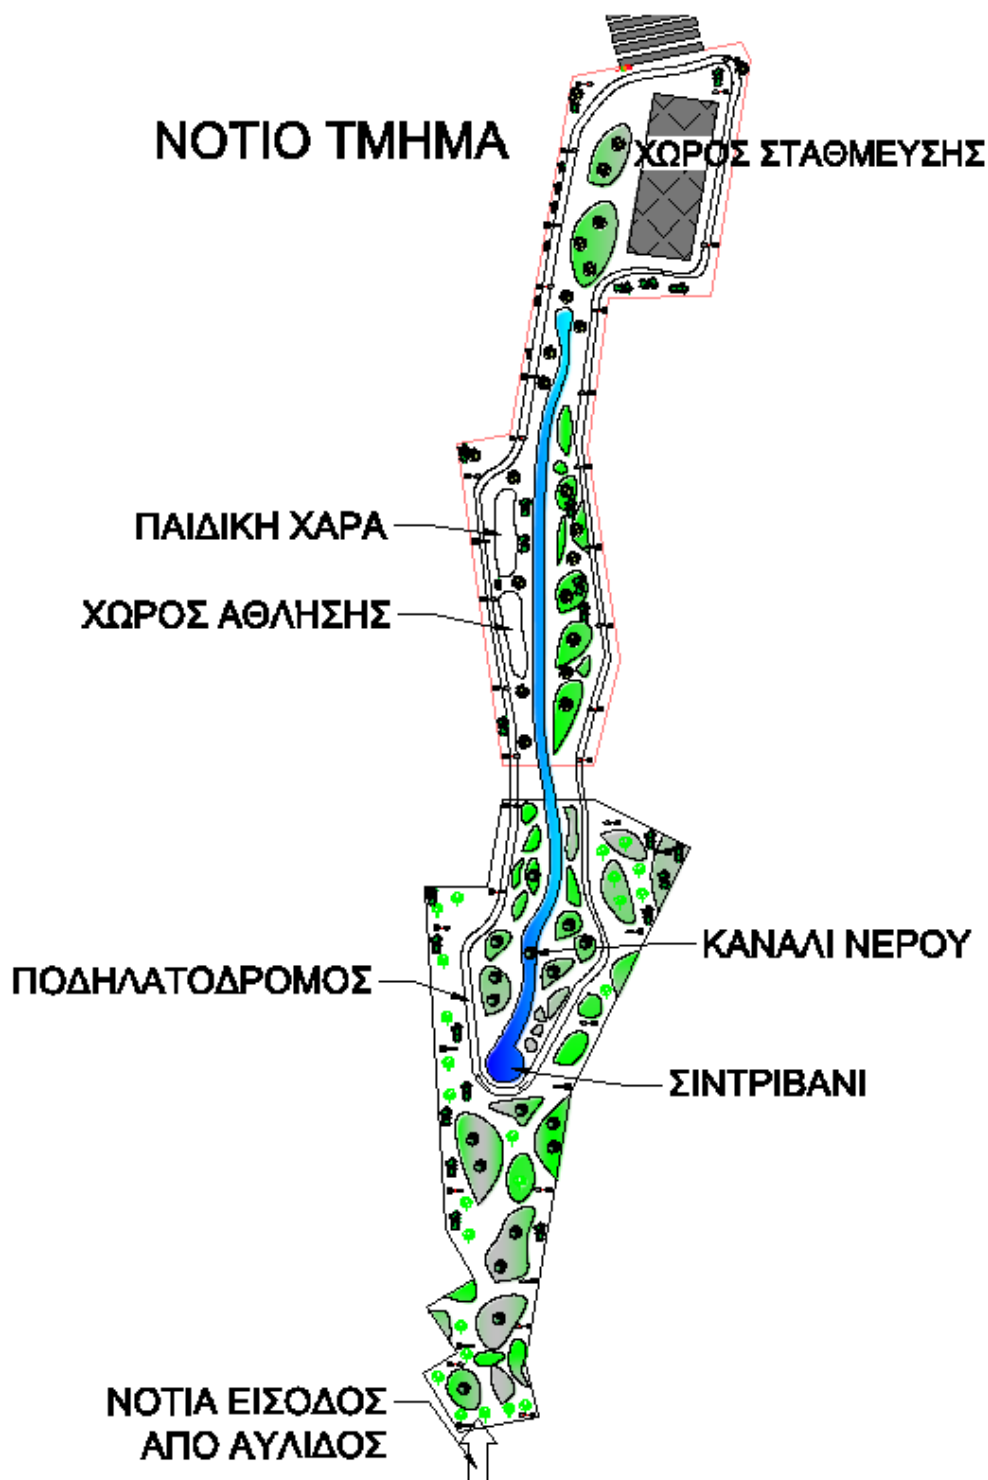 ΝΟΤΙΟ ΤΜΗΜΑ
ΧΩΡΟΣ ΣΤΑΘΜΕΥΣΗΣ
ΠΑΙΔΙΚΗ ΧΑΡΑ
ΧΩΡΟΣ ΑΘΛΗΣΗΣ
ΚΑΝΑΛΙ ΝΕΡΟΥ
ΠΟΔΗΛΑΤΟΔΡΟΜΟΣ
ΣΙΝΤΡΙΒΑΝΙ
ΝΟΤΙΑ ΕΙΣΟΔΟΣ
ΑΠΟ ΑΥΛΙΔΟΣ